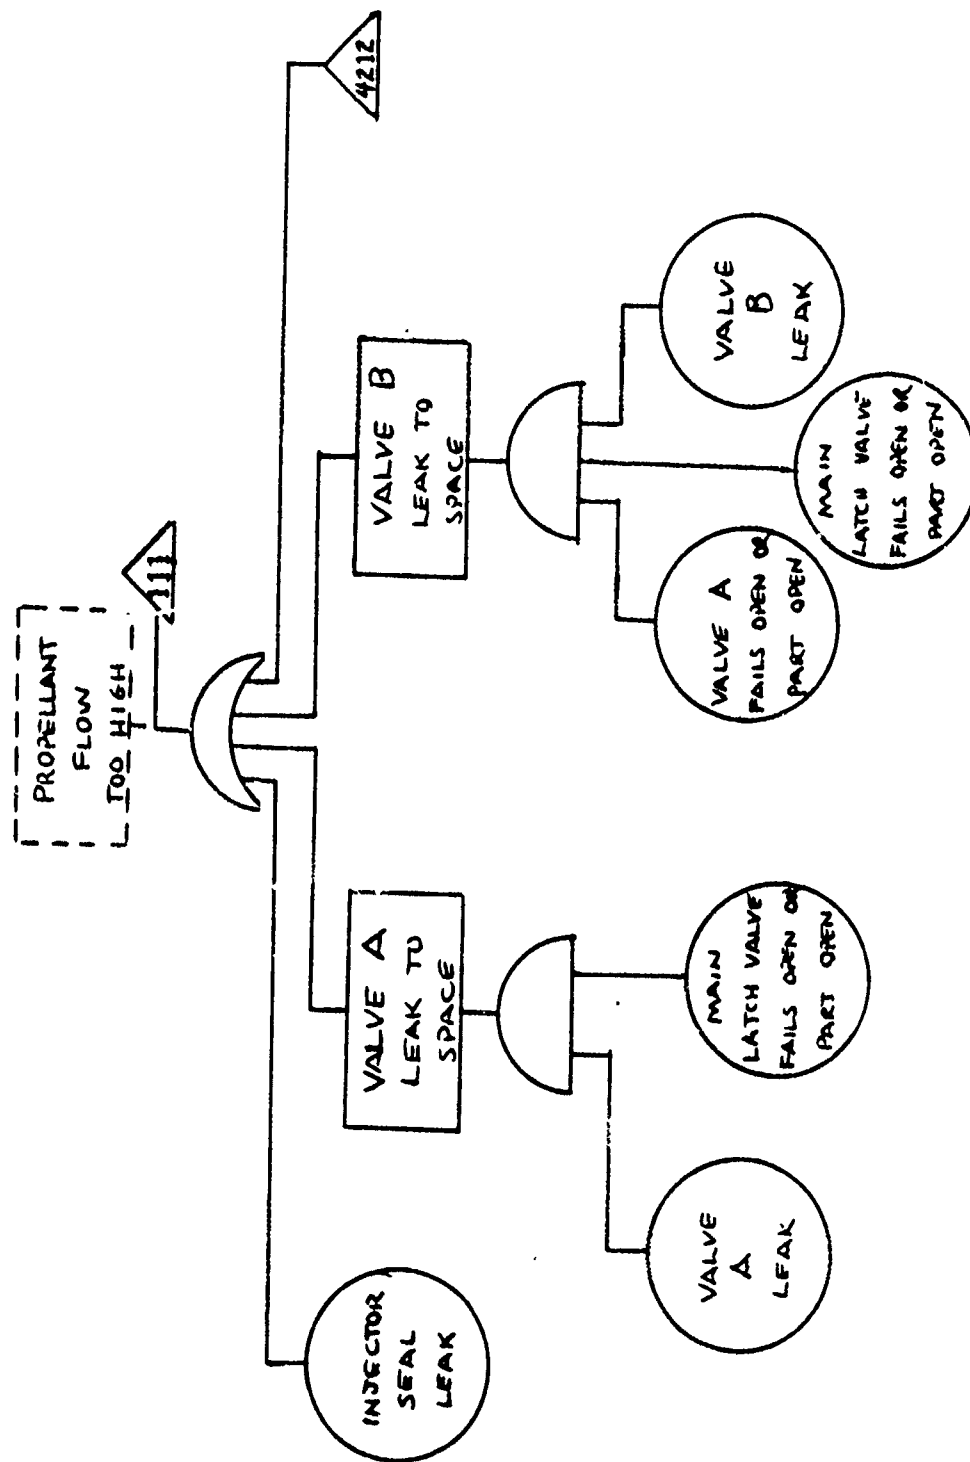 PROPELLANT
FLOW
TOO HIGH
2111
4212
INJECTOR
SEAL
LEAK
VALVE A
LEAK TO
SPACE
VALVE B
LEAK TO
SPACE
VALVE
A
LEAK
MAIN
LATCH VALVE
FAILS OPEN OR
PART OPEN
VALVE A
FAILS OPEN OR
PART OPEN
MAIN
LATCH VALVE
FAILS OPEN OR
PART OPEN
VALVE
B
LEAK